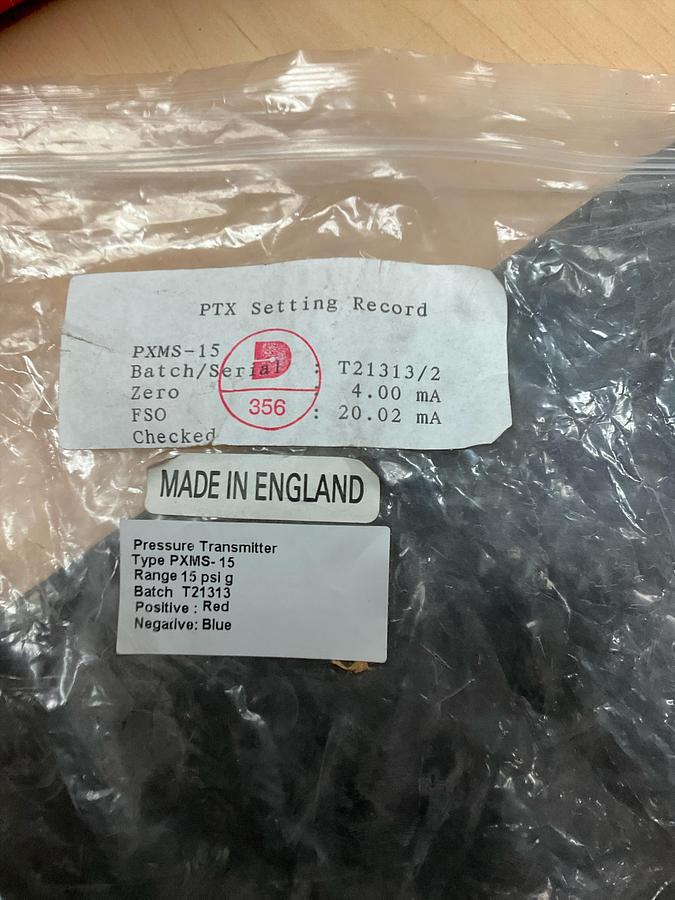 PTX Setting Record
PXMS-15
Batch/Serial : T21313/2
Zero : 4.00 mA
FSO : 20.02 mA
Checked
D
356
MADE IN ENGLAND
Pressure Transmitter
Type PXMS- 15
Range 15 psi g
Batch T21313
Positive : Red
Negarive: Blue